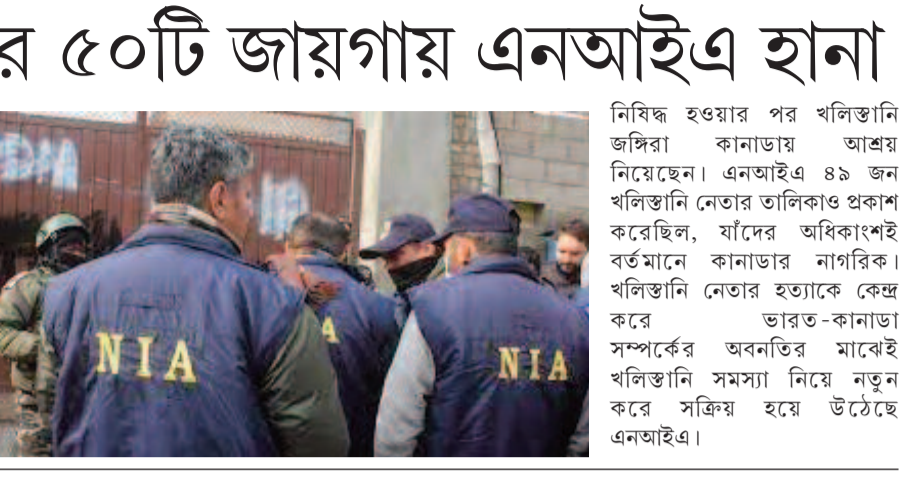 র ৫০টি জায়গায় এনআইএ হানা
নিষিদ্ধ হওয়ার পর খলিস্তানি
জঙ্গিরা কানাডায় আশ্রয়
নিয়েছেন। এনআইএ ৪৯ জন
খলিস্তানি নেতার তালিকাও প্রকাশ
করেছিল, যাঁদের অধিকাংশই
বর্তমানে কানাডার নাগরিক।
খলিস্তানি নেতার হত্যাকে কেন্দ্র
করে ভারত-কানাডা
সম্পর্কের অবনতির মাঝেই
খলিস্তানি সমস্যা নিয়ে নতুন
করে সক্রিয় হয়ে উঠেছে
এনআইএ।
NIA
A
NIA